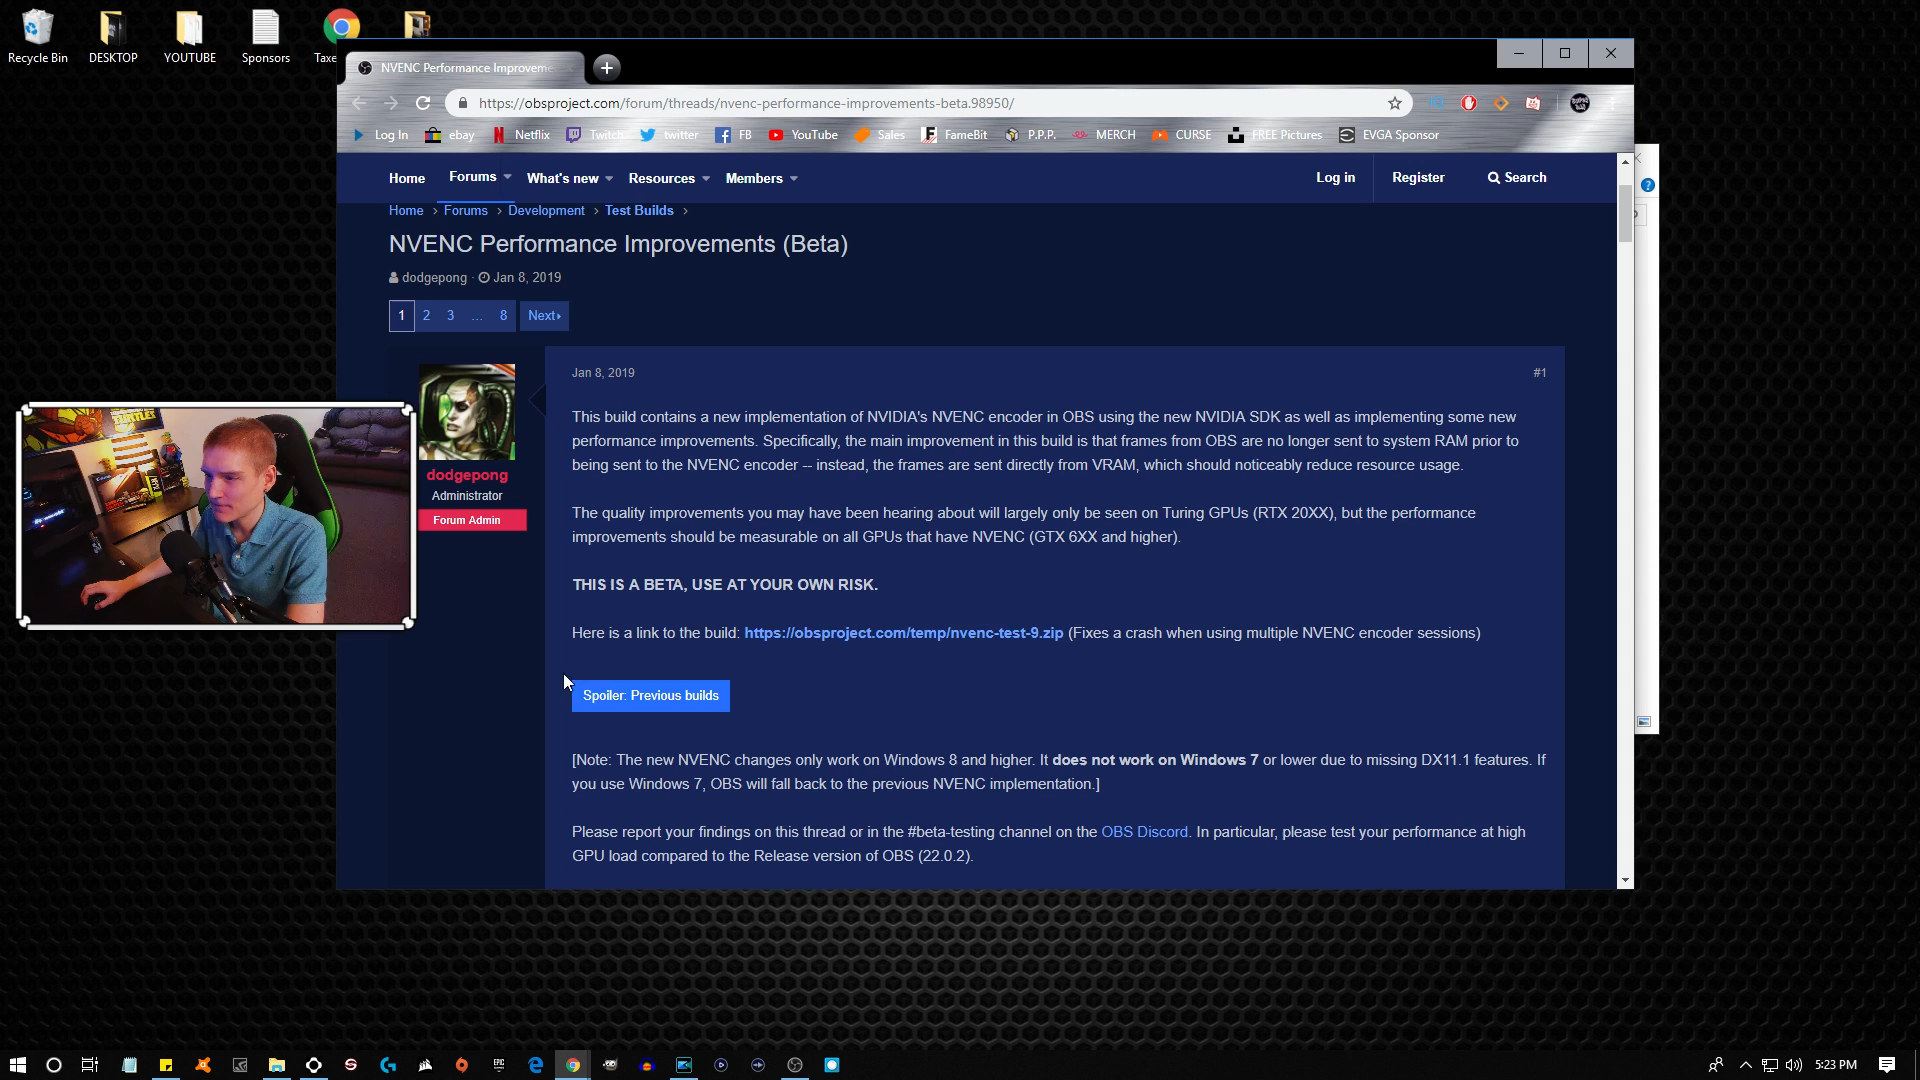 Recycle Bin
DESKTOP
YOUTUBE
Sponsors
Taxe
NVENC Performance Improveme
https://obsproject.com/forum/threads/nvenc-performance-improvements-beta.98950/
Log In
ebay
Netflix
Twitch
twitter
FB
YouTube
Sales
FameBit
P.P.P.
MERCH
CURSE
FREE Pictures
EVGA Sponsor
Home
Forums
What's new
Resources
Members
Log in
Register
Search
Home > Forums > Development > Test Builds >
NVENC Performance Improvements (Beta)
dodgepong · Jan 8, 2019
1 2 3 ... 8 Next
Jan 8, 2019
#1
dodgepong
Administrator
Forum Admin
This build contains a new implementation of NVIDIA's NVENC encoder in OBS using the new NVIDIA SDK as well as implementing some new
performance improvements. Specifically, the main improvement in this build is that frames from OBS are no longer sent to system RAM prior to
being sent to the NVENC encoder -- instead, the frames are sent directly from VRAM, which should noticeably reduce resource usage.
The quality improvements you may have been hearing about will largely only be seen on Turing GPUs (RTX 20XX), but the performance
improvements should be measurable on all GPUs that have NVENC (GTX 6XX and higher).
THIS IS A BETA, USE AT YOUR OWN RISK.
Here is a link to the build: https://obsproject.com/temp/nvenc-test-9.zip (Fixes a crash when using multiple NVENC encoder sessions)
Spoiler: Previous builds
[Note: The new NVENC changes only work on Windows 8 and higher. It does not work on Windows 7 or lower due to missing DX11.1 features. If
you use Windows 7, OBS will fall back to the previous NVENC implementation.]
Please report your findings on this thread or in the #beta-testing channel on the OBS Discord. In particular, please test your performance at high
GPU load compared to the Release version of OBS (22.0.2).
5:23 PM